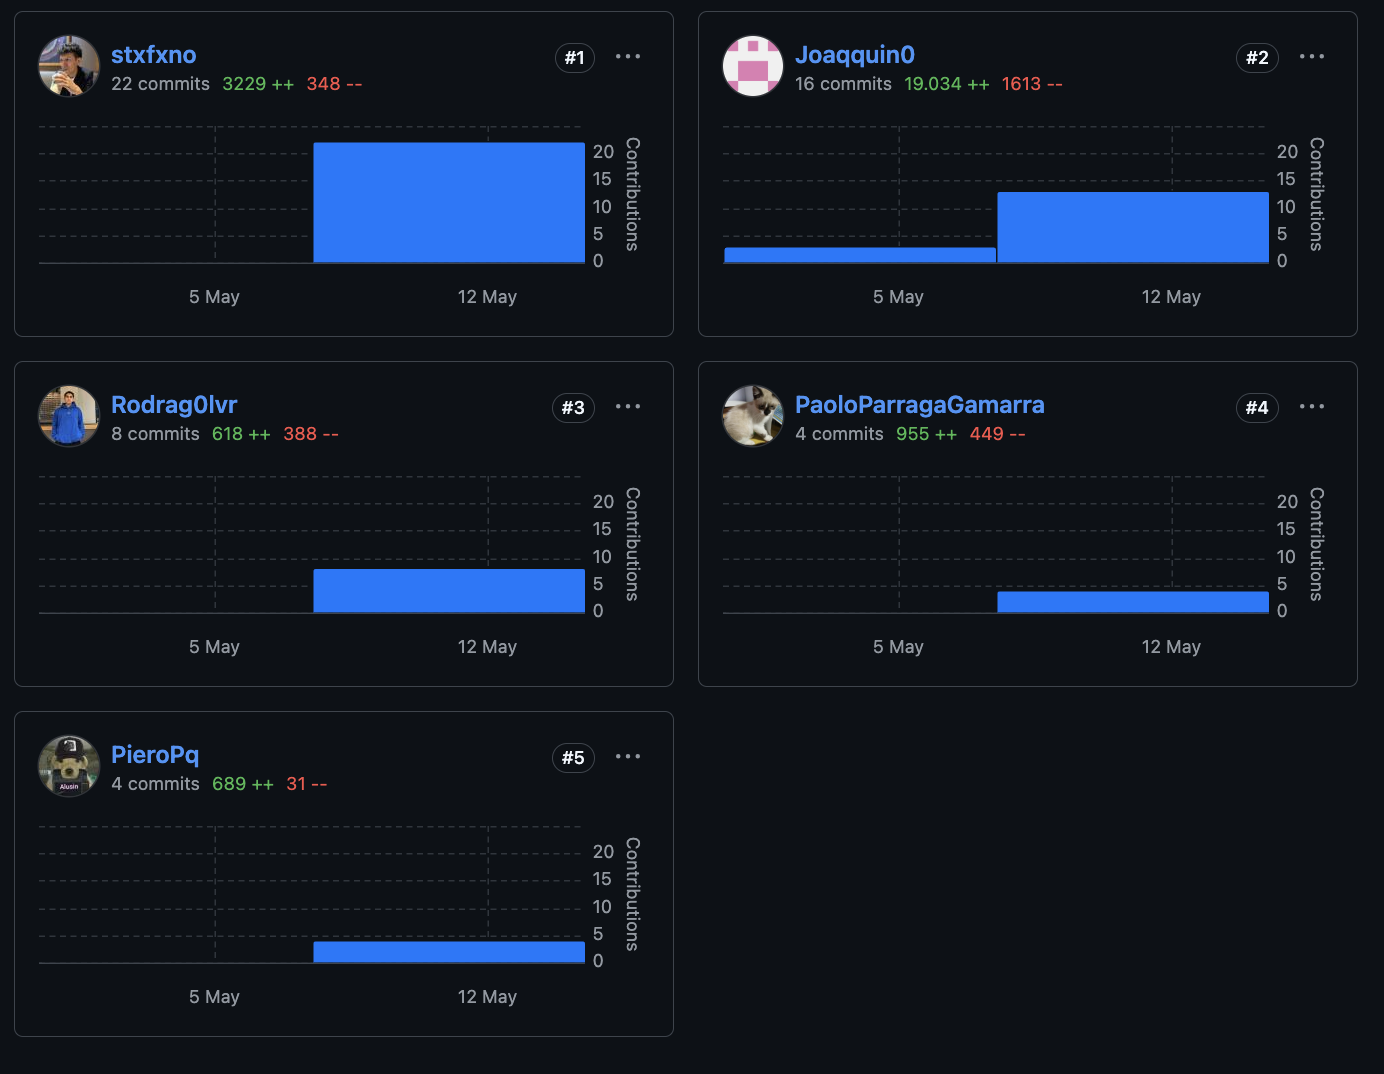 stxfxno
#1
22 commits 3229 ++ 348 --
20
15
10
5
0
Contributions
5 May
12 May
Joaqquin0
#2
16 commits 19.034 ++ 1613 --
20
15
10
5
0
Contributions
5 May
12 May
Rodrag0lvr
#3
8 commits 618 ++ 388 --
20
15
10
5
0
Contributions
5 May
12 May
PaoloParragaGamarra
#4
4 commits 955 ++ 449 --
20
15
10
5
0
Contributions
5 May
12 May
PieroPq
#5
4 commits 689 ++ 31 --
Alusin
20
15
10
5
0
Contributions
5 May
12 May